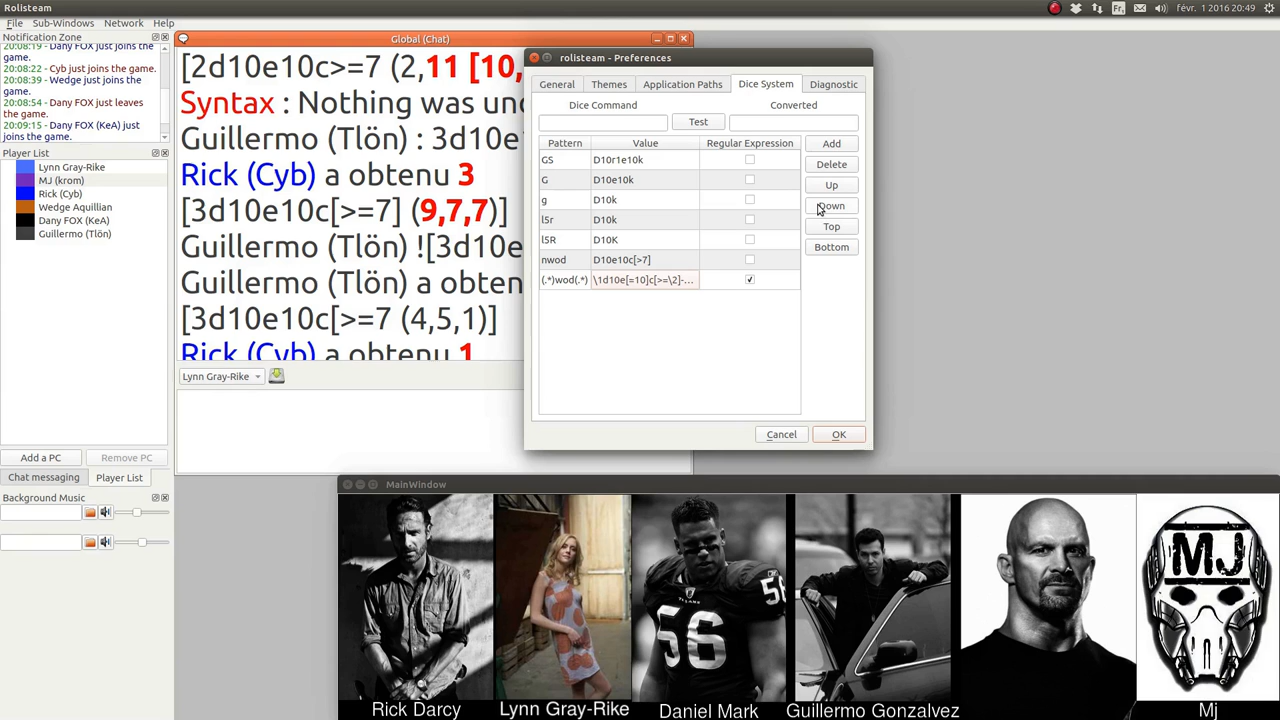 Rolisteam
Fr
févr. 1 2016 20:49
File Sub-Windows Network Help
Notification Zone
20:08:19 - Dany FOX just joins the
game.
20:08:22 - Cyb just joins the game.
20:08:39 - Wedge just joins the
game.
20:08:54 - Dany FOX just leaves
the game.
20:09:15 - Dany FOX (KeA) just
joins the game.
Player List
Lynn Gray-Rike
MJ (krom)
Rick (Cyb)
Wedge Aquillian
Dany FOX (KeA)
Guillermo (Tlön)
Add a PC
Remove PC
Chat messaging
Player List
Background Music
Global (Chat)
[2d10e10c>=7 (2,11 [10,
Syntax : Nothing was und
Guillermo (Tlön) : 3d10e
Rick (Cyb) a obtenu 3
[3d10e10c[>=7] (9,7,7)]
Guillermo (Tlön) ![3d10e
Guillermo (Tlön) a obten
[3d10e10c[>=7 (4,5,1)]
Rick (Cyb) a obtenu 1
Lynn Gray-Rike
rolisteam - Preferences
General
Themes
Application Paths
Dice System
Diagnostic
Dice Command
Converted
Test
Pattern Value Regular Expression
GS D10r1e10k
G D10e10k
g D10k
l5r D10k
l5R D10K
nwod D10e10c[>7]
(.*)wod(.*) \1d10e[=10]c[>=\2]-...
Add
Delete
Up
Down
Top
Bottom
Cancel
OK
MainWindow
56
56
MJ
Rick Darcy
Lynn Gray-Rike
Daniel Mark
Guillermo Gonzalvez
Mj